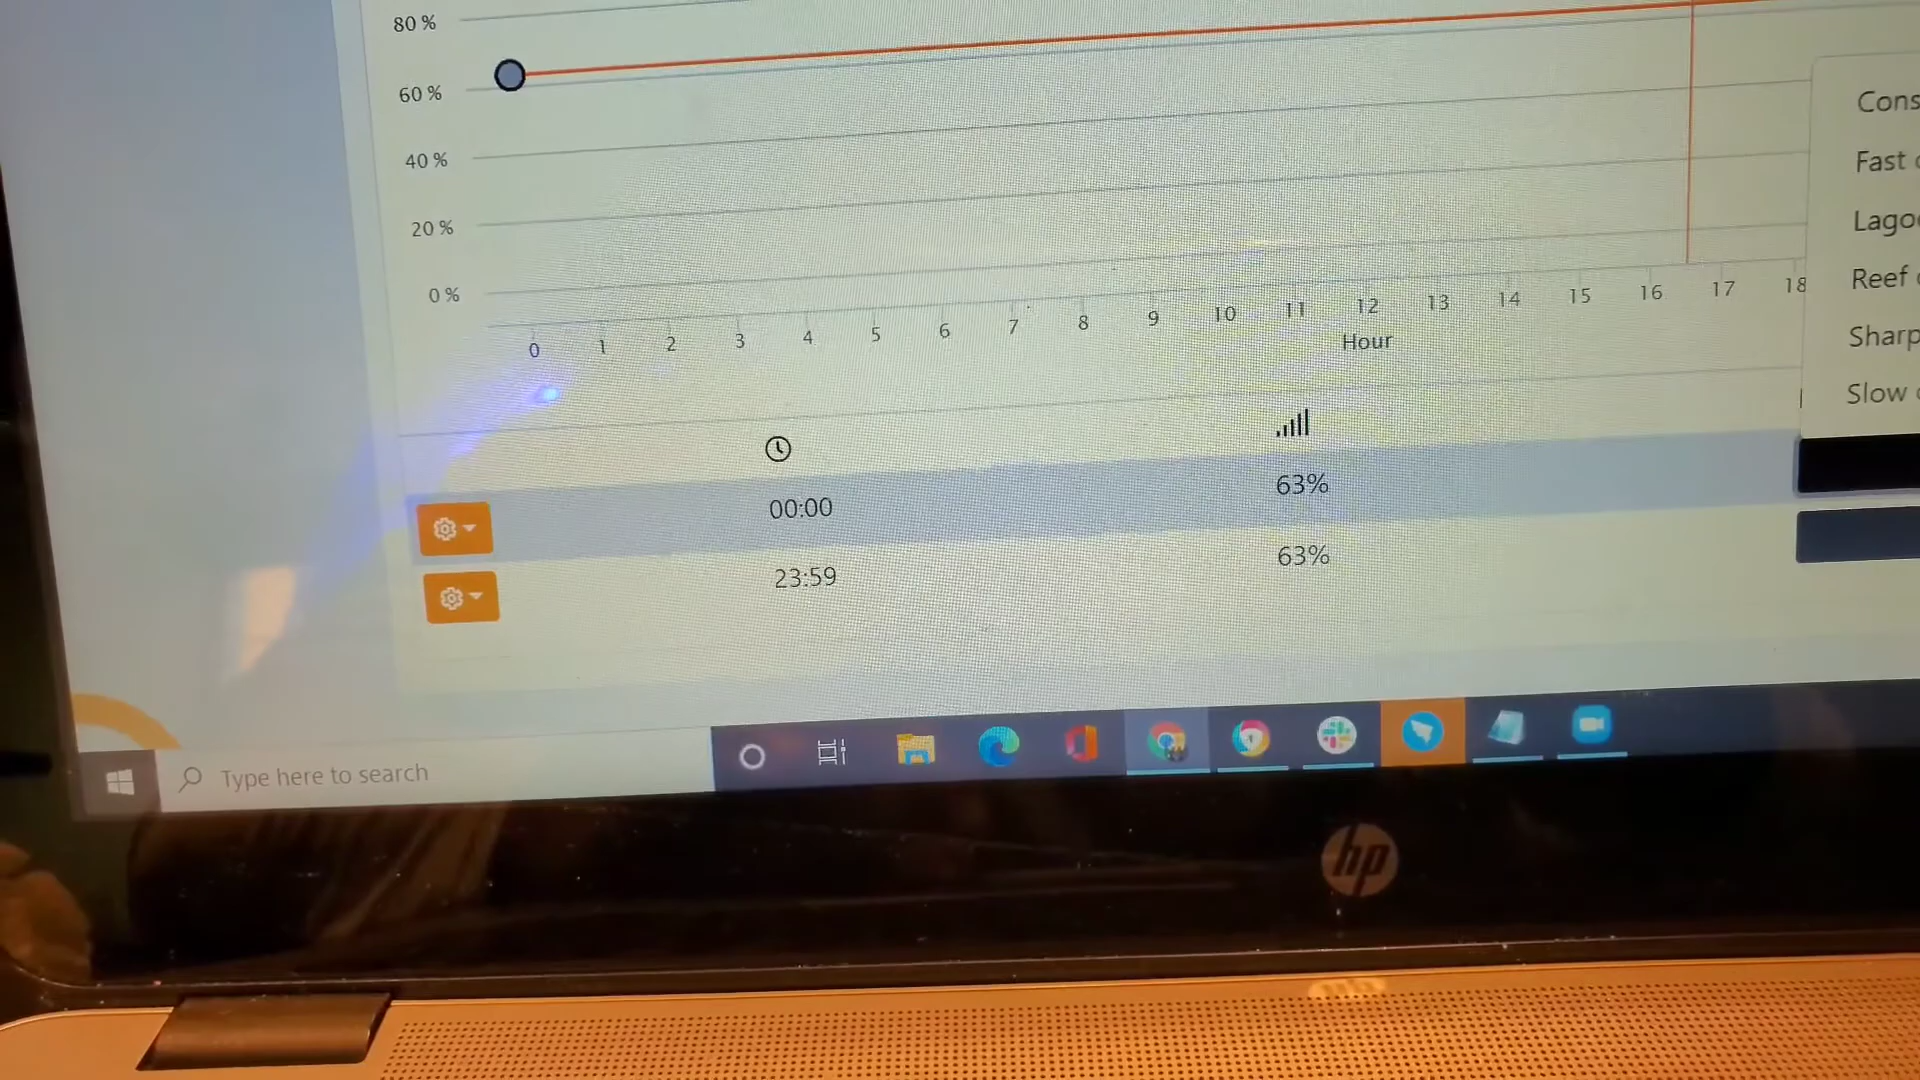 80 %
60 %
40 %
20 %
0 %
0 1 2 3 4 5 6 7 8 9 10 11 12 13 14 15 16 17 18
Hour
Cons
Fast
Lago
Reef
Sharp
Slow
00:00 63%
23:59 63%
Type here to search
hp